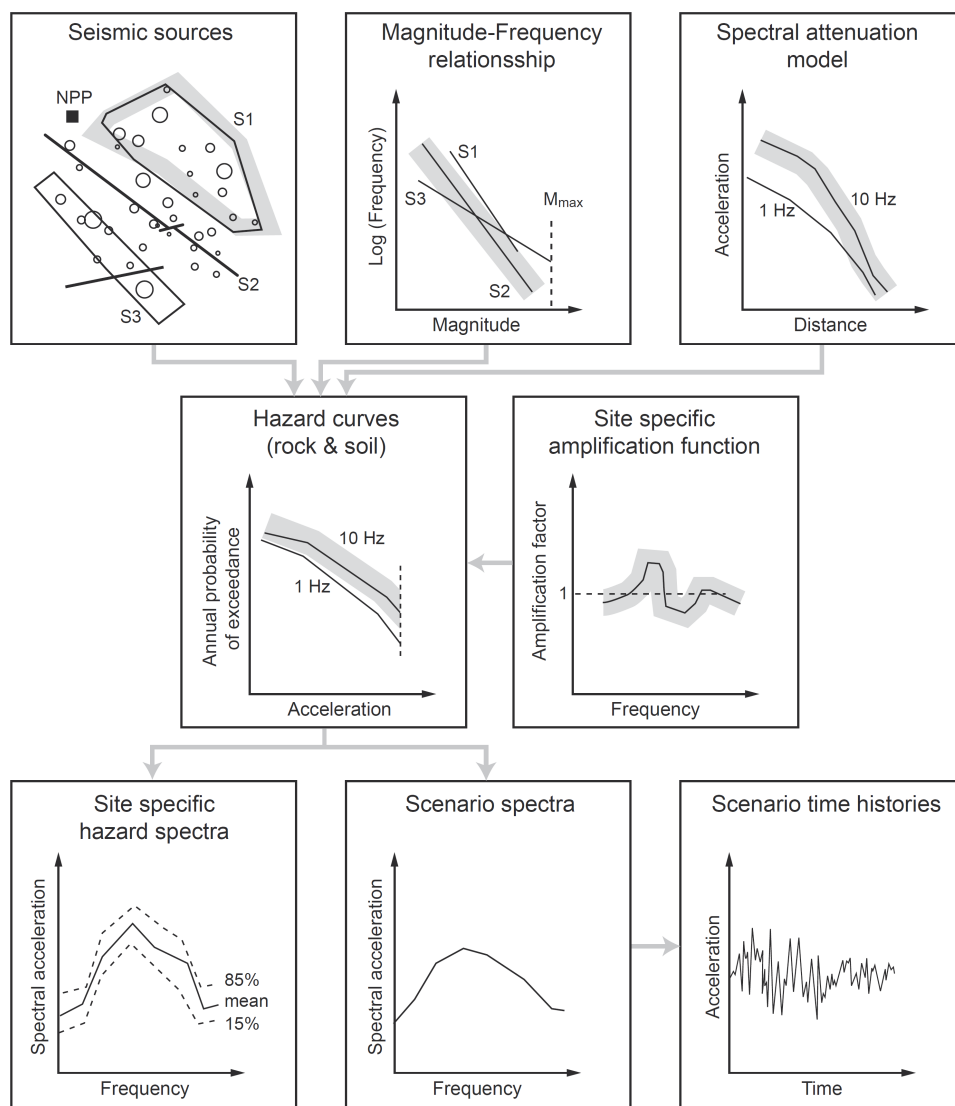 Seismic sources
NPP
S1
S2
S3
Magnitude-Frequency
relationsship
Log (Frequency)
S1
S3
Mmax
S2
Magnitude
Spectral attenuation
model
Acceleration
10 Hz
1 Hz
Distance
Hazard curves
(rock & soil)
Annual probability
of exceedance
10 Hz
1 Hz
Acceleration
Site specific
amplification function
Amplification factor
1
Frequency
Site specific
hazard spectra
Spectral acceleration
85%
mean
15%
Frequency
Scenario spectra
Spectral acceleration
Frequency
Scenario time histories
Acceleration
Time